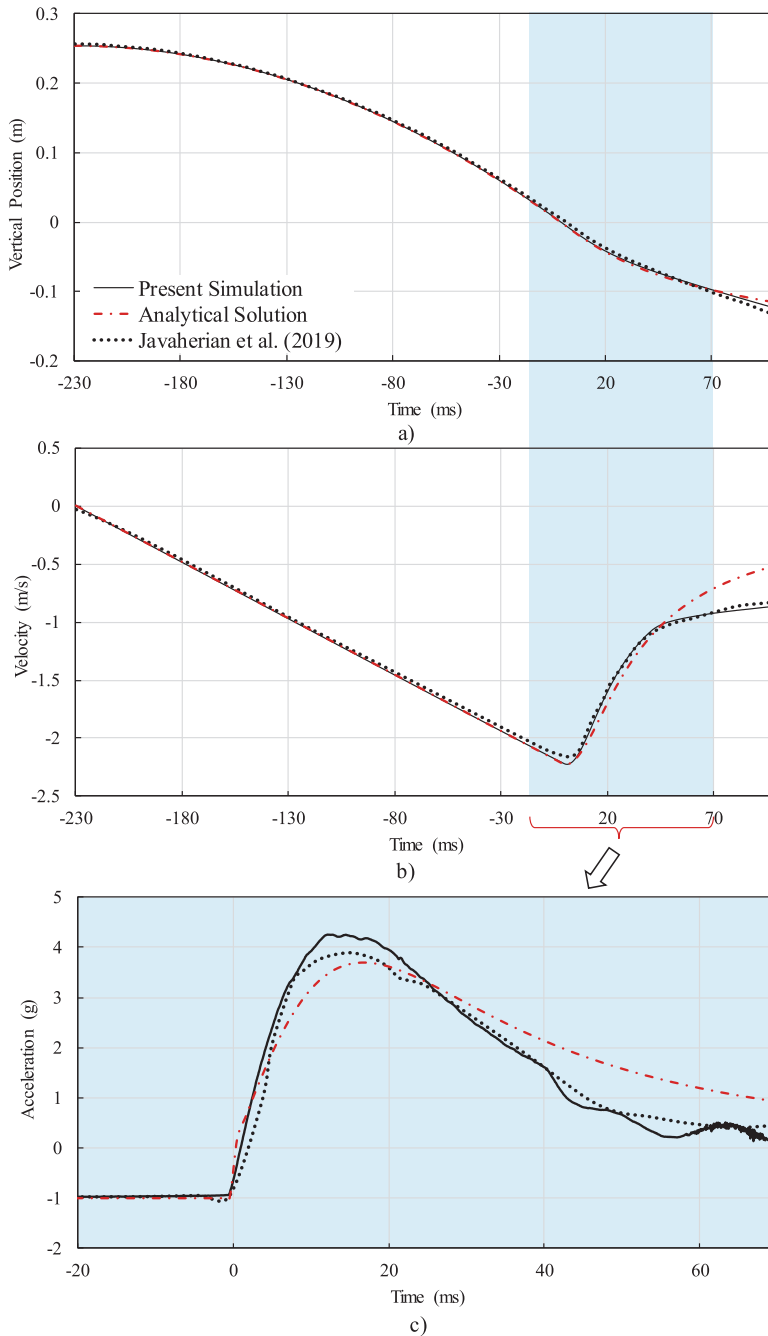 0.3
0.2
0.1
0
-0.1
-0.2
Vertical Position (m)
Present Simulation
Analytical Solution
Javaherian et al. (2019)
-230 -180 -130 -80 -30 20 70
Time (ms)
a)
0.5
0
-0.5
-1
-1.5
-2
-2.5
Velocity (m/s)
-230 -180 -130 -80 -30 20 70
Time (ms)
b)
5
4
3
2
1
0
-1
-2
Acceleration (g)
-20 0 20 40 60
Time (ms)
c)